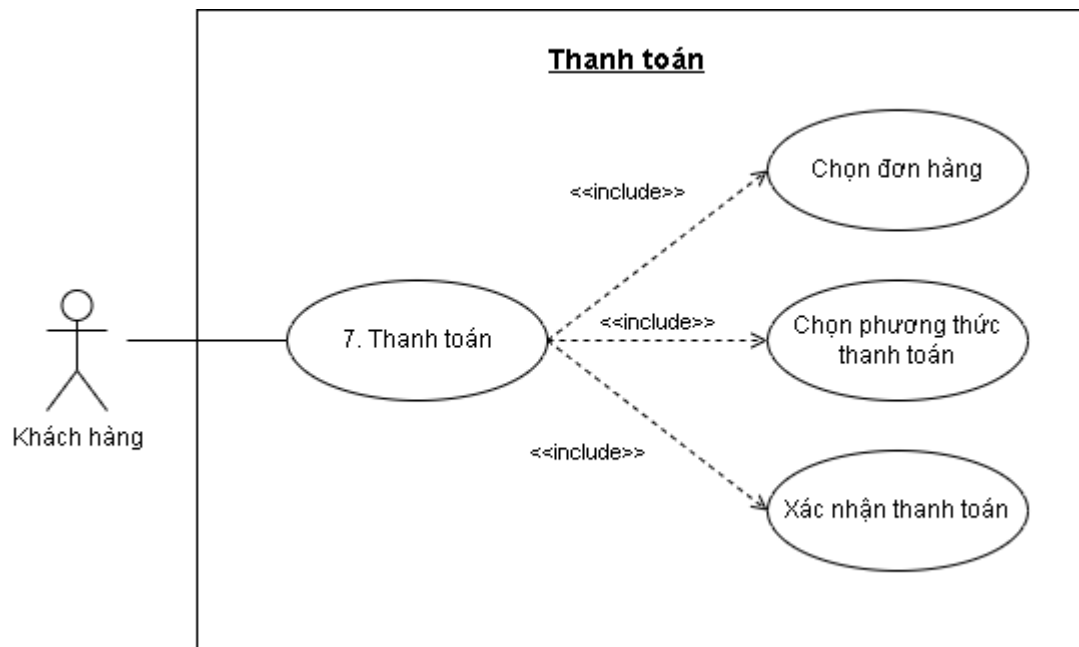 Thanh toán
Chọn đơn hàng
<<include>>
Chọn phương thức
thanh toán
<<include>>
7. Thanh toán
Khách hàng
<<include>>
Xác nhận thanh toán